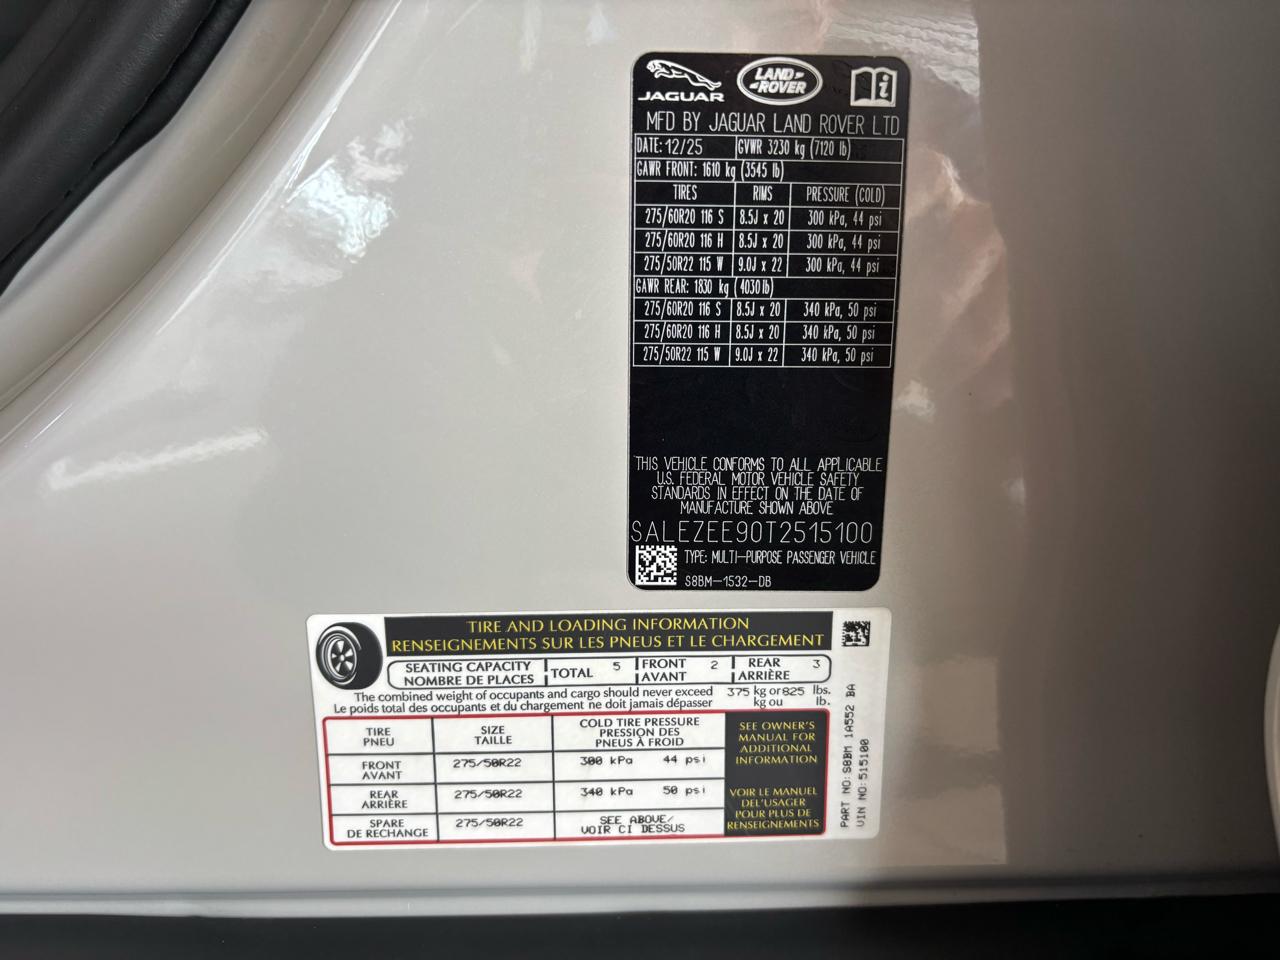 JAGUAR LAND ROVER
MFD BY JAGUAR LAND ROVER LTD
DATE: 12/25 GVWR 3230 kg (7120 lb)
GAWR FRONT: 1610 kg (3545 lb)
TIRES RIMS PRESSURE (COLD)
275/60R20 116 S 8.5J x 20 300 kPa, 44 psi
275/60R20 116 H 8.5J x 20 300 kPa, 44 psi
275/50R22 115 W 9.0J x 22 300 kPa, 44 psi
GAWR REAR: 1830 kg (4030lb)
275/60R20 116 S 8.5J x 20 340 kPa, 50 psi
275/60R20 116 H 8.5J x 20 340 kPa, 50 psi
275/50R22 115 W 9.0J x 22 340 kPa, 50 psi
THIS VEHICLE CONFORMS TO ALL APPLICABLE
U.S. FEDERAL MOTOR VEHICLE SAFETY
STANDARDS IN EFFECT ON THE DATE OF
MANUFACTURE SHOWN ABOVE
SALEZEE90T2515100
TYPE: MULTI-PURPOSE PASSENGER VEHICLE
S8BM-1532-DB
TIRE AND LOADING INFORMATION
RENSEIGNEMENTS SUR LES PNEUS ET LE CHARGEMENT
SEATING CAPACITY
NOMBRE DE PLACES
TOTAL 5
FRONT 2
AVANT
REAR 3
ARRIÈRE
The combined weight of occupants and cargo should never exceed 375 kg or 825 lbs.
Le poids total des occupants et du chargement ne doit jamais dépasser kg ou lb.
TIRE
PNEU
SIZE
TAILLE
COLD TIRE PRESSURE
PRESSION DES
PNEUS À FROID
FRONT
AVANT
275/50R22
300 kPa 44 psi
REAR
ARRIÈRE
275/50R22
340 kPa 50 psi
SPARE
DE RECHANGE
275/50R22
SEE ABOVE/
VOIR CI DESSUS
SEE OWNER'S
MANUAL FOR
ADDITIONAL
INFORMATION
VOIR LE MANUEL
DE L'USAGER
POUR PLUS DE
RENSEIGNEMENTS
PART NO: S8BM 1A552 BA
VIN NO: 515100